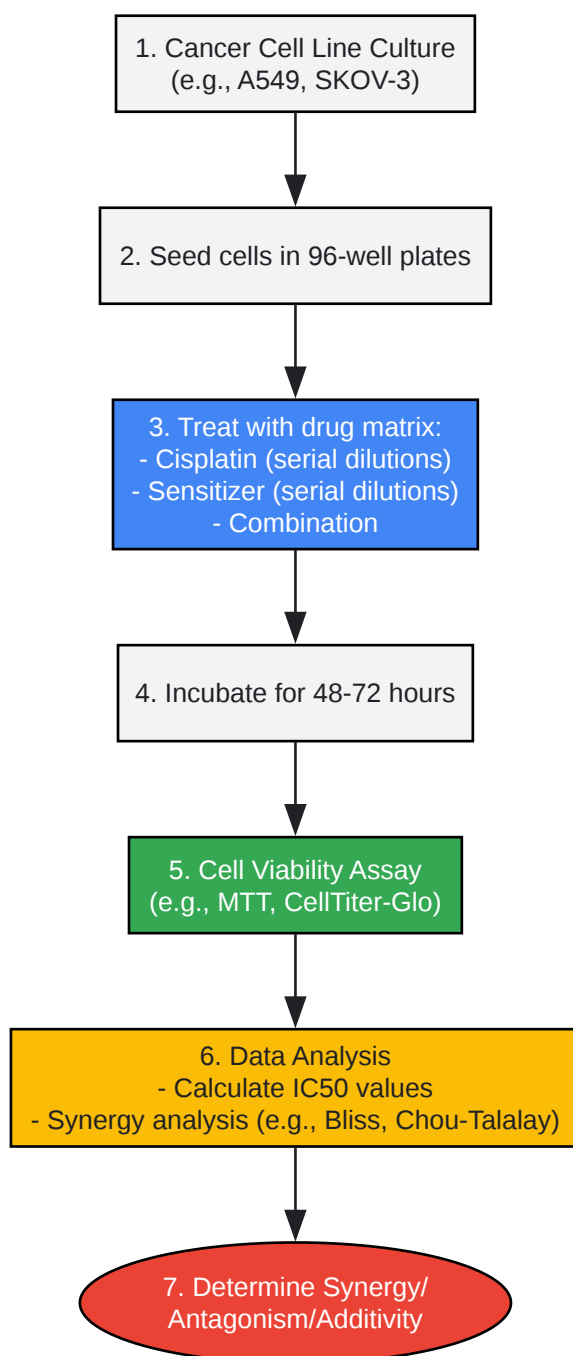 1. Cancer Cell Line Culture
(e.g., A549, SKOV-3)
2. Seed cells in 96-well plates
3. Treat with drug matrix:
- Cisplatin (serial dilutions)
- Sensitizer (serial dilutions)
- Combination
4. Incubate for 48-72 hours
5. Cell Viability Assay
(e.g., MTT, CellTiter-Glo)
6. Data Analysis
- Calculate IC50 values
- Synergy analysis (e.g., Bliss, Chou-Talalay)
7. Determine Synergy/
Antagonism/Additivity